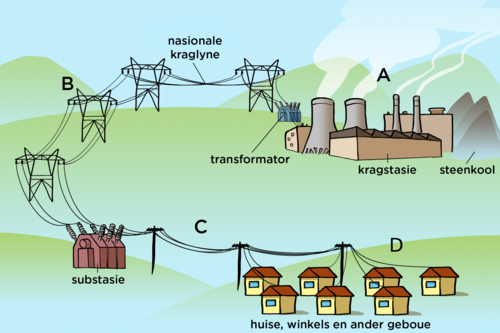 nasionale
kraglyne
A
B
transformator
kragstasie
steenkool
C
D
substasie
huise, winkels en ander geboue